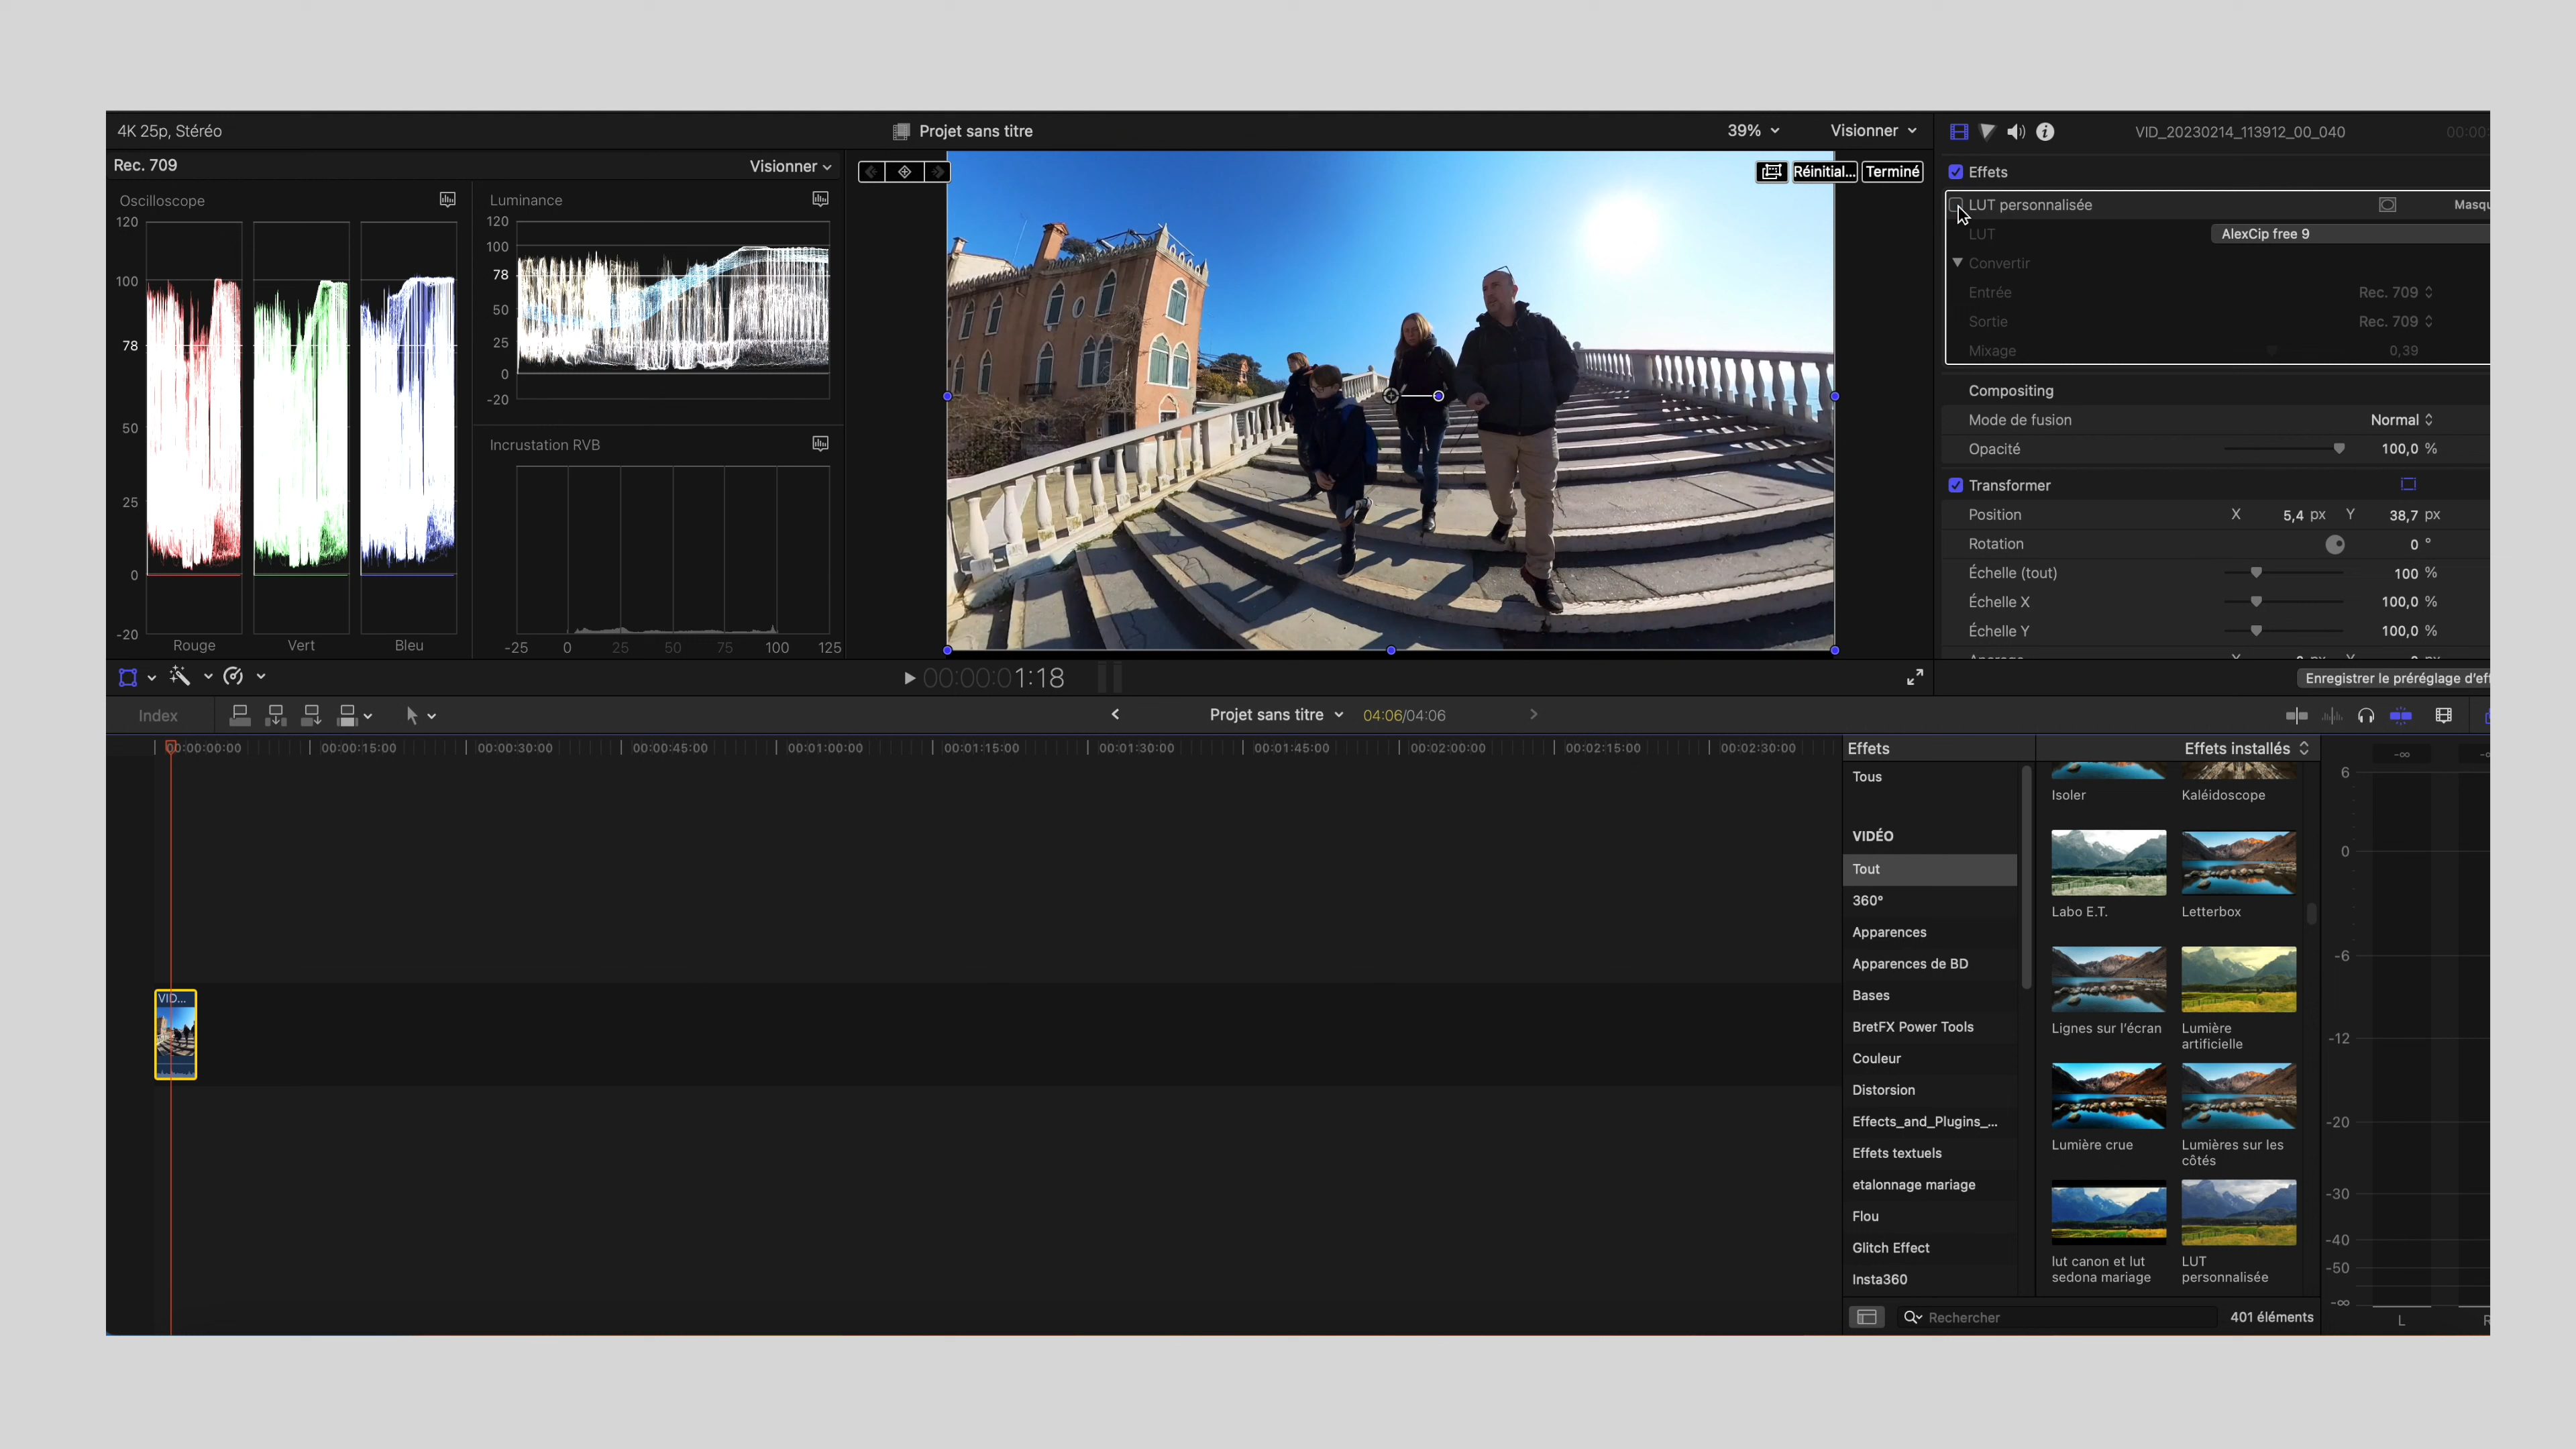 4K 25p, Stéréo
Projet sans titre
39%
Visionner
VID_20230214_113912_00_040
00:00:
Rec. 709
Visionner
Réinitial...
Terminé
Effets
Oscilloscope
Luminance
LUT personnalisée
Masqu
LUT
AlexCip free 9
Convertir
Entrée
Rec. 709
Sortie
Rec. 709
Mixage
0,39
120
100
78
50
25
0
-20
Rouge
Vert
Bleu
120
100
78
50
25
0
-20
Incrustation RVB
-25
0
25
50
75
100
125
Compositing
Mode de fusion
Normal
Opacité
100,0 %
Transformer
Position
X
5,4 px
Y
38,7 px
Rotation
0 °
Échelle (tout)
100 %
Échelle X
100,0 %
Échelle Y
100,0 %
00:00:01:18
Enregistrer le préréglage d'eff
Index
Projet sans titre
04:06/04:06
00:00:00:00
00:00:15:00
00:00:30:00
00:00:45:00
00:01:00:00
00:01:15:00
00:01:30:00
00:01:45:00
00:02:00:00
00:02:15:00
00:02:30:00
VID...
Effets
Effets installés
Tous
VIDÉO
Tout
360°
Apparences
Apparences de BD
Bases
BretFX Power Tools
Couleur
Distorsion
Effects_and_Plugins_...
Effets textuels
etalonnage mariage
Flou
Glitch Effect
Insta360
Isoler
Kaléidoscope
Labo E.T.
Letterbox
Lignes sur l'écran
Lumière
artificielle
Lumière crue
Lumières sur les
côtés
lut canon et lut
sedona mariage
LUT
personnalisée
Rechercher
401 éléments
-∞
6
0
-6
-12
-20
-30
-40
-50
-∞
L